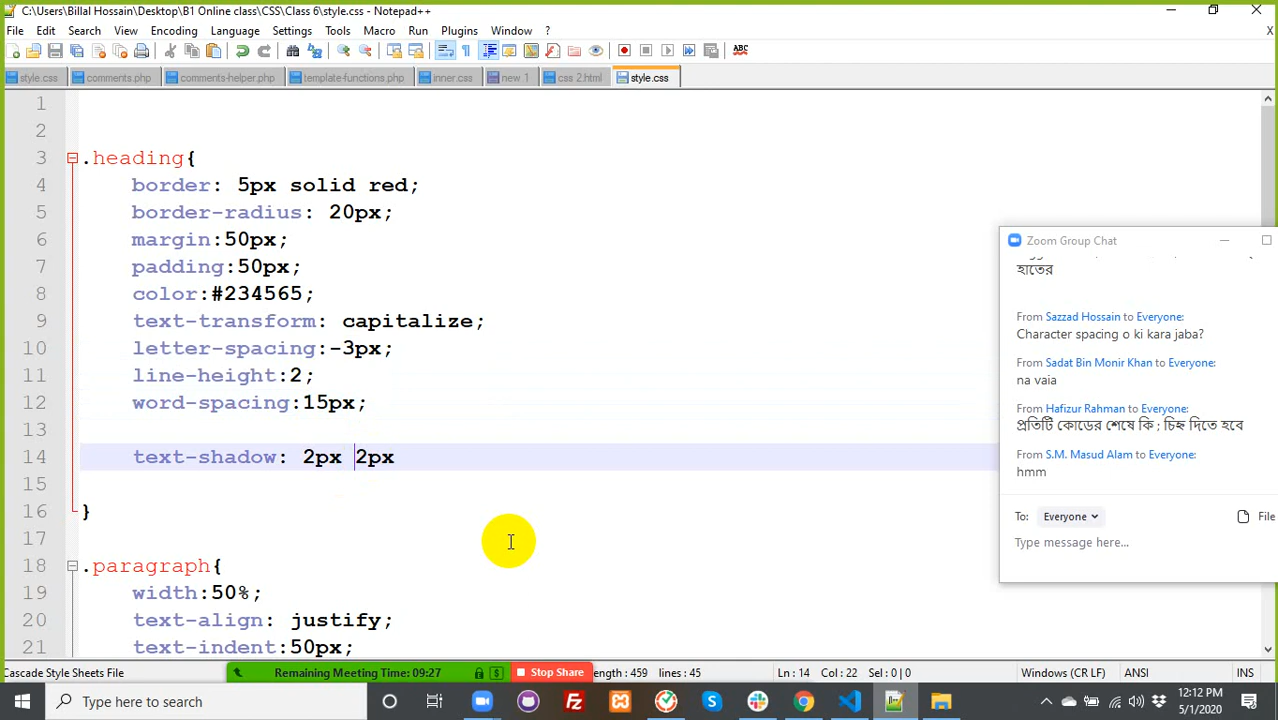 C:\Users\Billal Hossain\Desktop\B1 Online class\CSS\Class 6\style.css - Notepad++
File Edit Search View Encoding Language Settings Tools Macro Run Plugins Window ? X
style.css comments.php comments-helper.php template-functions.php inner.css new 1 css 2.html style.css
1
2
3 .heading{
4 border: 5px solid red;
5 border-radius: 20px;
6 margin:50px;
7 padding:50px;
8 color:#234565;
9 text-transform: capitalize;
10 letter-spacing:-3px;
11 line-height:2;
12 word-spacing:15px;
13
14 text-shadow: 2px 2px
15
16 }
17
18 .paragraph{
19 width:50%;
20 text-align: justify;
21 text-indent:50px;
Zoom Group Chat
হাতের
From Sazzad Hossain to Everyone:
Character spacing o ki kara jaba?
From Sadat Bin Monir Khan to Everyone:
na vaia
From Hafizur Rahman to Everyone:
প্রতিটি কোডের শেষে কি ; চিহ্ন দিতে হবে
From S.M. Masud Alam to Everyone:
hmm
To: Everyone File
Type message here...
Cascade Style Sheets File Remaining Meeting Time: 09:27 Stop Share length : 459 lines : 45 Ln : 14 Col : 22 Sel : 0 | 0 Windows (CR LF) ANSI INS
Type here to search 12:12 PM
5/1/2020